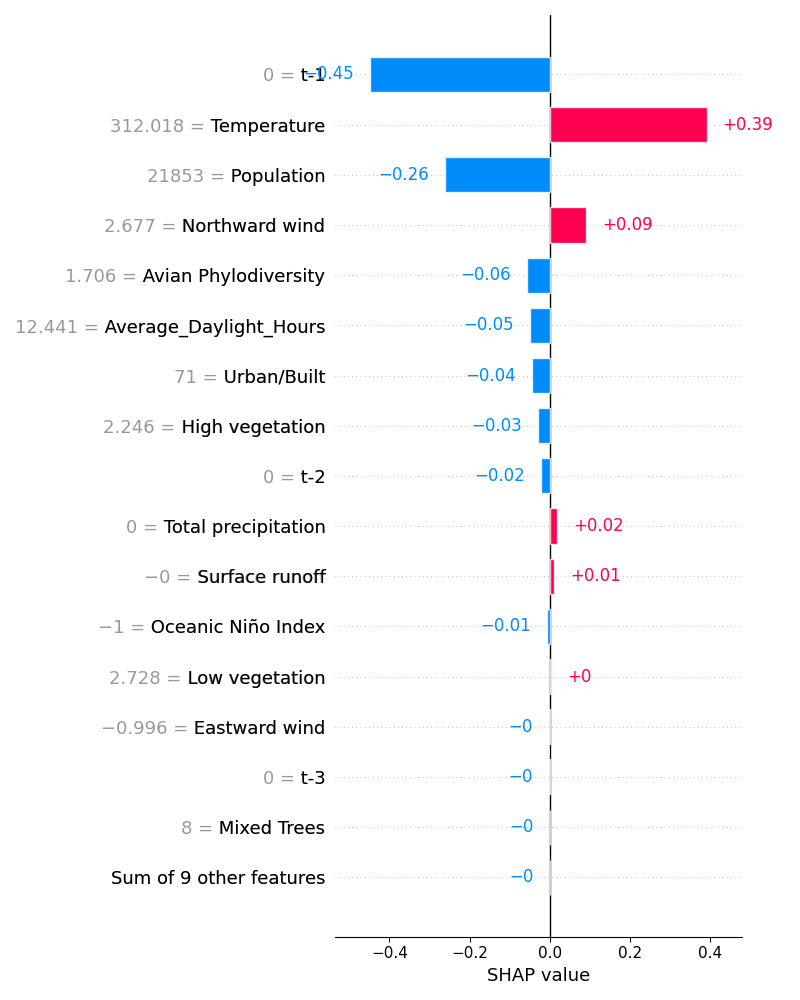 0 = t-1 −0.45
312.018 = Temperature +0.39
21853 = Population −0.26
2.677 = Northward wind +0.09
1.706 = Avian Phylodiversity −0.06
12.441 = Average_Daylight_Hours −0.05
71 = Urban/Built −0.04
2.246 = High vegetation −0.03
0 = t-2 −0.02
0 = Total precipitation +0.02
−0 = Surface runoff +0.01
−1 = Oceanic Niño Index −0.01
2.728 = Low vegetation +0
−0.996 = Eastward wind −0
0 = t-3 −0
8 = Mixed Trees −0
Sum of 9 other features −0
−0.4 −0.2 0.0 0.2 0.4
SHAP value